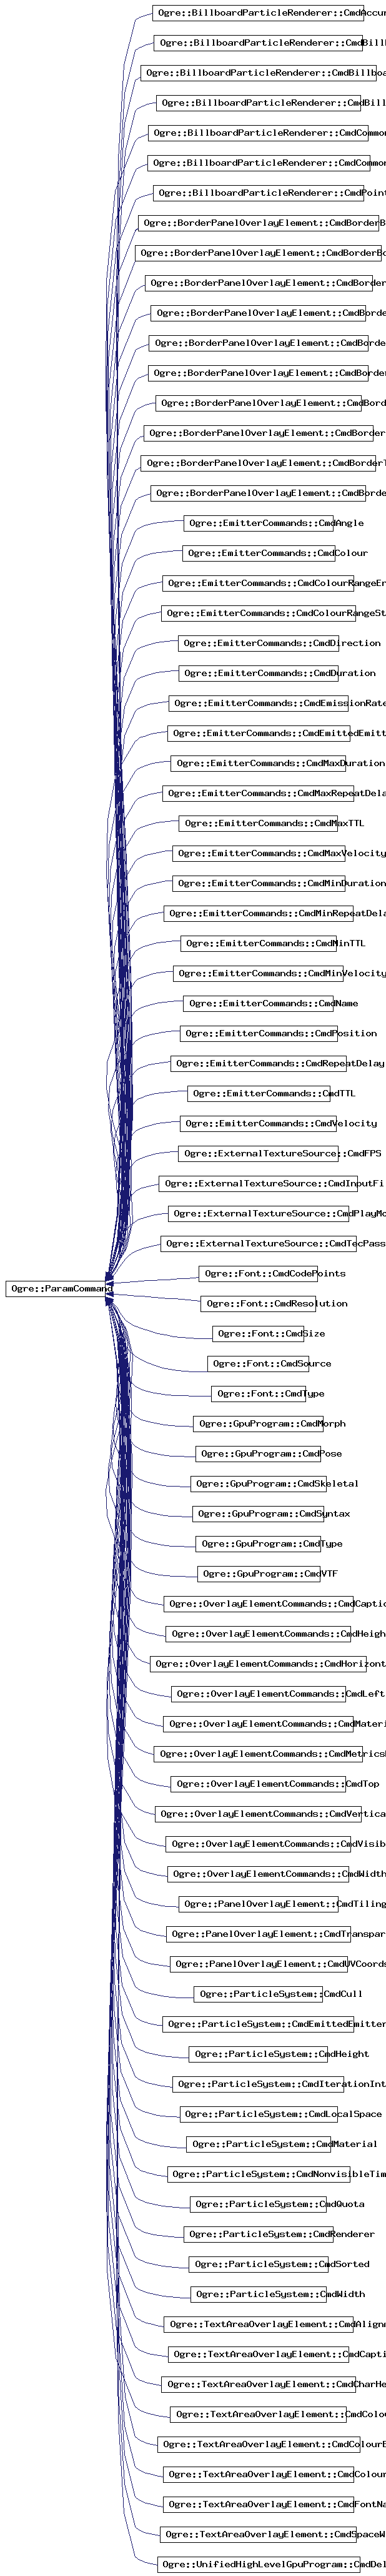 Ogre::BillboardParticleRenderer::CmdAccur
Ogre::BillboardParticleRenderer::CmdBill
Ogre::BillboardParticleRenderer::CmdBillboa
Ogre::BillboardParticleRenderer::CmdBill
Ogre::BillboardParticleRenderer::CmdCommon
Ogre::BillboardParticleRenderer::CmdCommon
Ogre::BillboardParticleRenderer::CmdPoint
Ogre::BorderPanelOverlayElement::CmdBorderB
Ogre::BorderPanelOverlayElement::CmdBorderBo
Ogre::BorderPanelOverlayElement::CmdBorder
Ogre::BorderPanelOverlayElement::CmdBorde
Ogre::BorderPanelOverlayElement::CmdBorde
Ogre::BorderPanelOverlayElement::CmdBorder
Ogre::BorderPanelOverlayElement::CmdBord
Ogre::BorderPanelOverlayElement::CmdBorder
Ogre::BorderPanelOverlayElement::CmdBorderT
Ogre::BorderPanelOverlayElement::CmdBorde
Ogre::EmitterCommands::CmdAngle
Ogre::EmitterCommands::CmdColour
Ogre::EmitterCommands::CmdColourRangeEn
Ogre::EmitterCommands::CmdColourRangeSt
Ogre::EmitterCommands::CmdDirection
Ogre::EmitterCommands::CmdDuration
Ogre::EmitterCommands::CmdEmissionRate
Ogre::EmitterCommands::CmdEmittedEmitt
Ogre::EmitterCommands::CmdMaxDuration
Ogre::EmitterCommands::CmdMaxRepeatDela
Ogre::EmitterCommands::CmdMaxTTL
Ogre::EmitterCommands::CmdMaxVelocity
Ogre::EmitterCommands::CmdMinDuration
Ogre::EmitterCommands::CmdMinRepeatDela
Ogre::EmitterCommands::CmdMinTTL
Ogre::EmitterCommands::CmdMinVelocity
Ogre::EmitterCommands::CmdName
Ogre::EmitterCommands::CmdPosition
Ogre::EmitterCommands::CmdRepeatDelay
Ogre::EmitterCommands::CmdTTL
Ogre::EmitterCommands::CmdVelocity
Ogre::ExternalTextureSource::CmdFPS
Ogre::ExternalTextureSource::CmdInputFi
Ogre::ExternalTextureSource::CmdPlayMo
Ogre::ExternalTextureSource::CmdTecPass
Ogre::Font::CmdCodePoints
Ogre::ParamCommand
Ogre::Font::CmdResolution
Ogre::Font::CmdSize
Ogre::Font::CmdSource
Ogre::Font::CmdType
Ogre::GpuProgram::CmdMorph
Ogre::GpuProgram::CmdPose
Ogre::GpuProgram::CmdSkeletal
Ogre::GpuProgram::CmdSyntax
Ogre::GpuProgram::CmdType
Ogre::GpuProgram::CmdVTF
Ogre::OverlayElementCommands::CmdCaptio
Ogre::OverlayElementCommands::CmdHeigh
Ogre::OverlayElementCommands::CmdHorizont
Ogre::OverlayElementCommands::CmdLeft
Ogre::OverlayElementCommands::CmdMateri
Ogre::OverlayElementCommands::CmdMetrics
Ogre::OverlayElementCommands::CmdTop
Ogre::OverlayElementCommands::CmdVertica
Ogre::OverlayElementCommands::CmdVisib
Ogre::OverlayElementCommands::CmdWidth
Ogre::PanelOverlayElement::CmdTiling
Ogre::PanelOverlayElement::CmdTranspar
Ogre::PanelOverlayElement::CmdUVCoords
Ogre::ParticleSystem::CmdCull
Ogre::ParticleSystem::CmdEmittedEmitter
Ogre::ParticleSystem::CmdHeight
Ogre::ParticleSystem::CmdIterationInt
Ogre::ParticleSystem::CmdLocalSpace
Ogre::ParticleSystem::CmdMaterial
Ogre::ParticleSystem::CmdNonvisibleTim
Ogre::ParticleSystem::CmdQuota
Ogre::ParticleSystem::CmdRenderer
Ogre::ParticleSystem::CmdSorted
Ogre::ParticleSystem::CmdWidth
Ogre::TextAreaOverlayElement::CmdAlignm
Ogre::TextAreaOverlayElement::CmdCapti
Ogre::TextAreaOverlayElement::CmdCharHe
Ogre::TextAreaOverlayElement::CmdColou
Ogre::TextAreaOverlayElement::CmdColourB
Ogre::TextAreaOverlayElement::CmdColour
Ogre::TextAreaOverlayElement::CmdFontNa
Ogre::TextAreaOverlayElement::CmdSpaceW
Ogre::UnifiedHighLevelGpuProgram::CmdDel